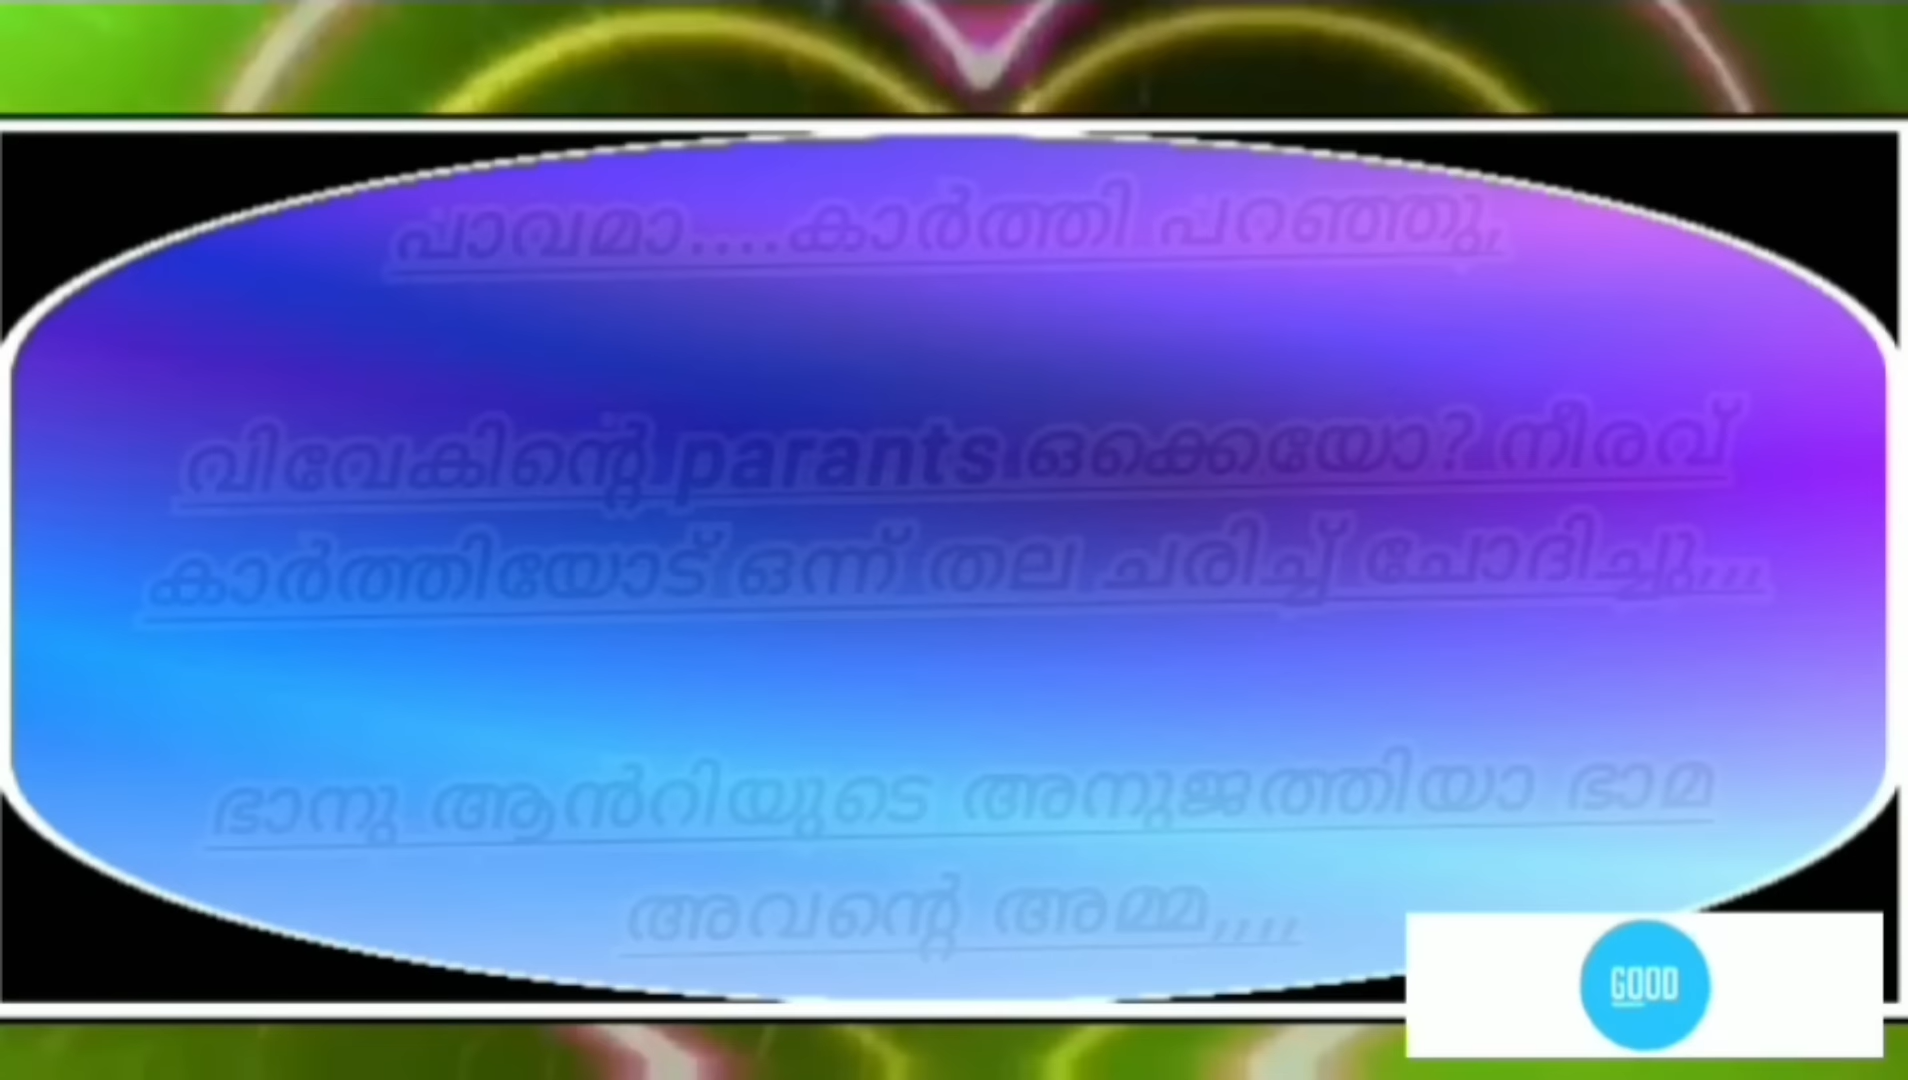 പാവമാ....കാർത്തി പറഞ്ഞു,
വിവേകിന്റെ parants ഒക്കെയോ? നീരവ്
കാർത്തിയോട് ഒന്ന് തല ചരിച്ച് ചോദിച്ചു,,,
ഭാനു ആൻറിയുടെ അനുജത്തിയാ ഭാമ
അവന്റെ അമ്മ,,,,
GOOD